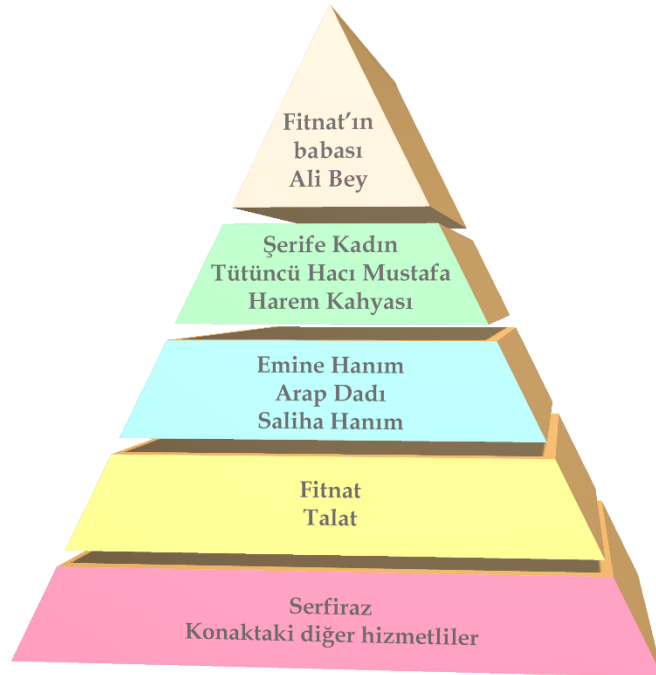 Fitnat’ın
babası
Ali Bey
Şerife Kadın
Tütüncü Hacı Mustafa
Harem Kahyası
Emine Hanım
Arap Dadı
Saliha Hanım
Fitnat
Talat
Serfiraz
Konaktaki diğer hizmetliler